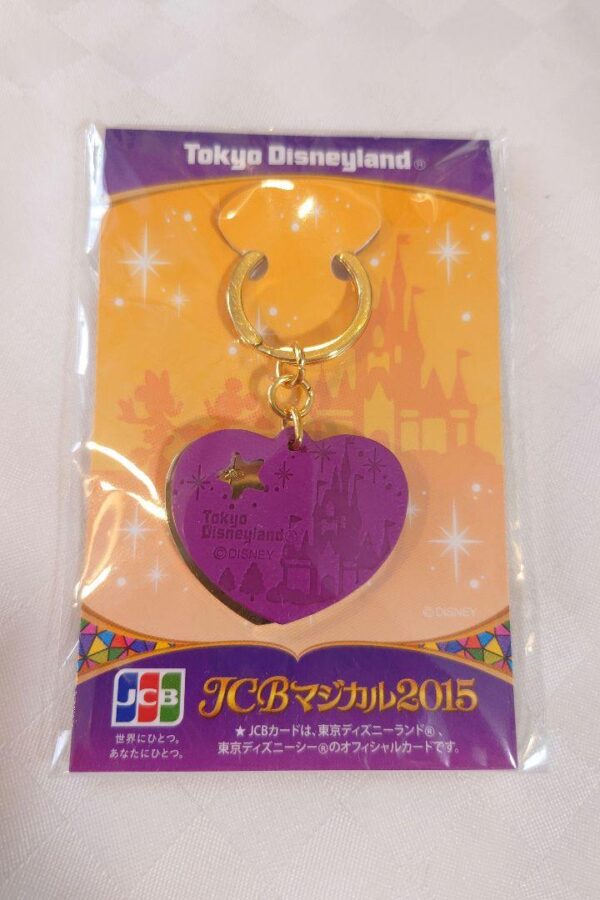 Tokyo Disneyland®
Tokyo
Disneyland®
©DISNEY
©DISNEY
JCB
JCBマジカル2015
世界にひとつ。
あなたにひとつ。
★ JCBカードは、東京ディズニーランド®、
東京ディズニーシー®のオフィシャルカードです。